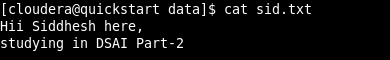 [cloudera@quickstart data]$ cat sid.txt
Hii Siddhesh here,
studying in DSAI Part-2